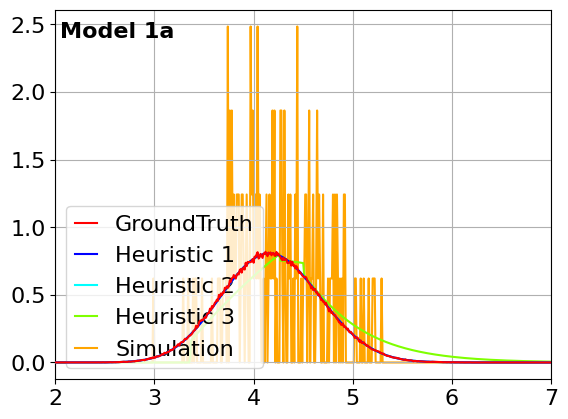 Model 1a
2.5
2.0
1.5
1.0
0.5
0.0
GroundTruth
Heuristic 1
Heuristic 2
Heuristic 3
Simulation
2 3 4 5 6 7